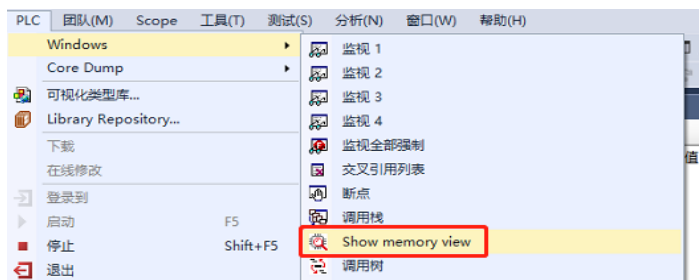 PLC 团队(M) Scope 工具(T) 测试(S) 分析(N) 窗口(W) 帮助(H)
Windows
Core Dump
可视化类型库...
Library Repository...
下载
在线修改
登录到
启动 F5
停止 Shift+F5
退出
监视 1
监视 2
监视 3
监视 4
监视全部强制
交叉引用列表
断点
调用栈
Show memory view
调用树
值